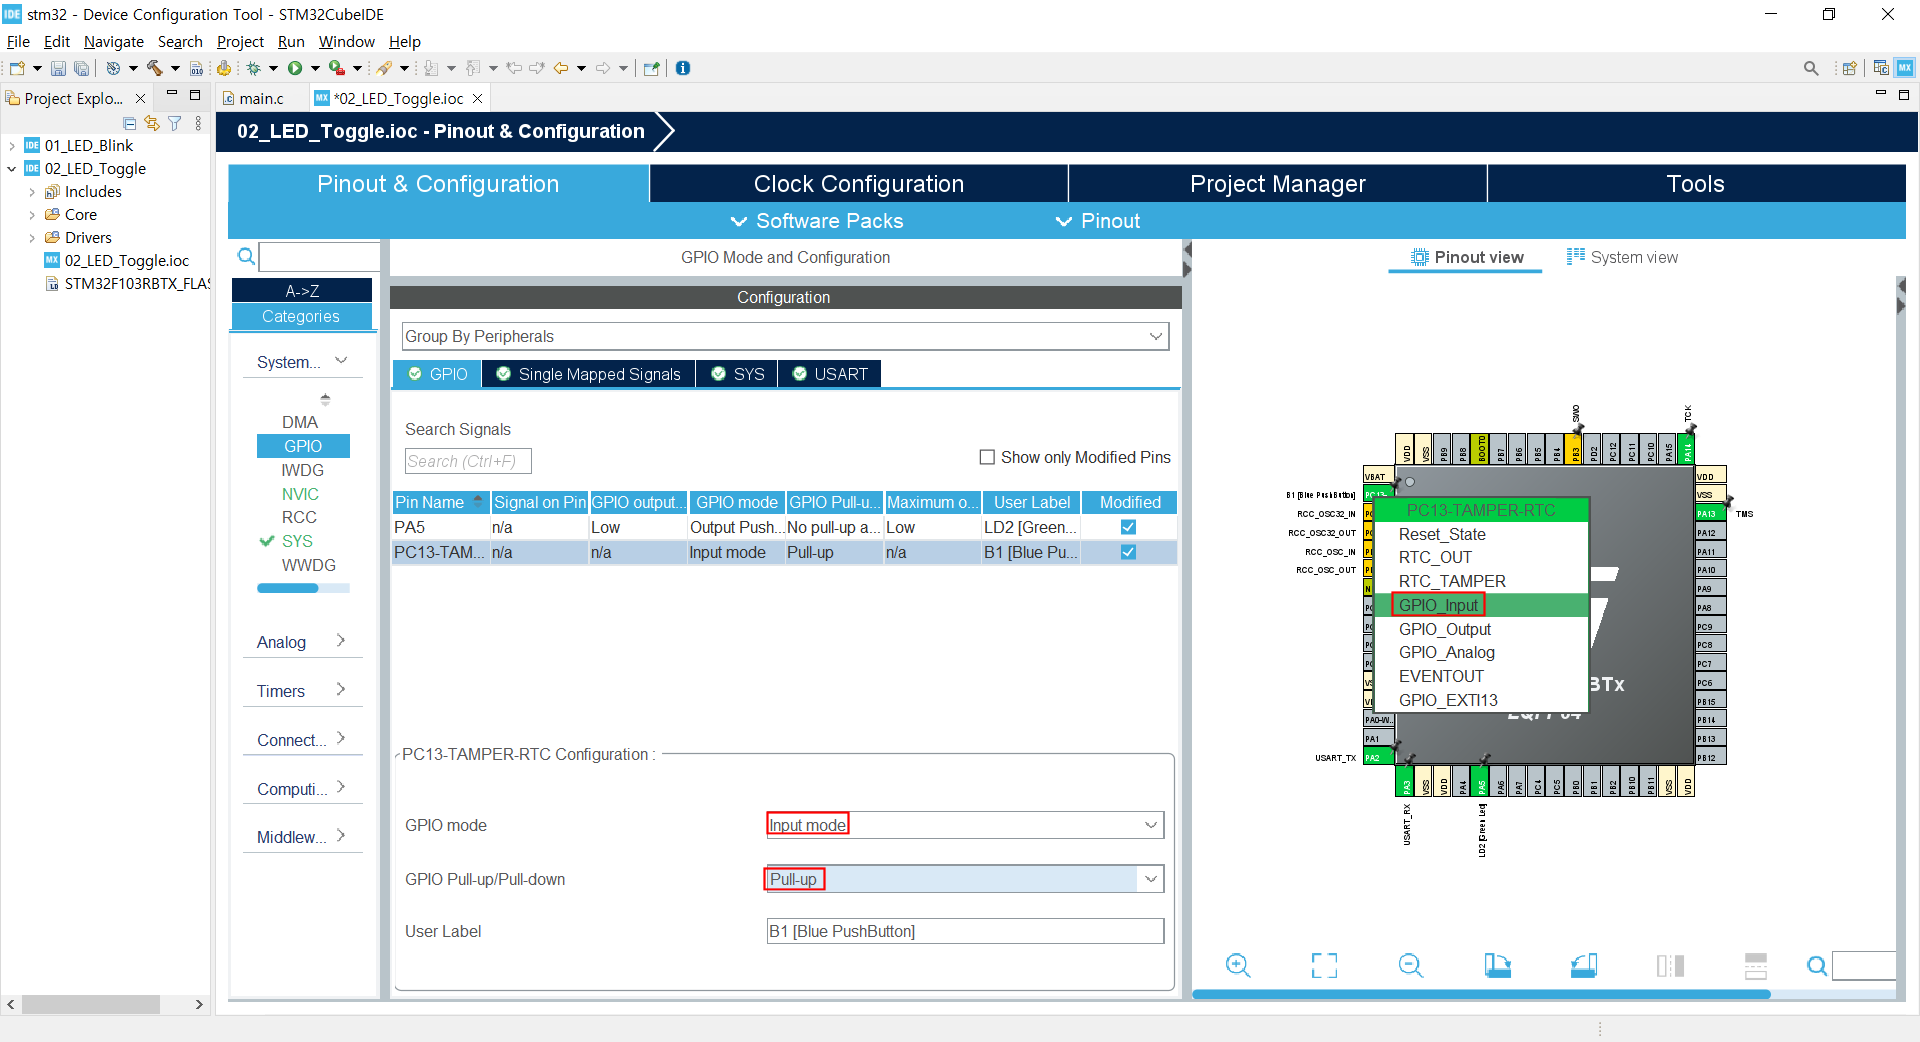 stm32 - Device Configuration Tool - STM32CubeIDE
File Edit Navigate Search Project Run Window Help
Project Explo...
main.c
*02_LED_Toggle.ioc
01_LED_Blink
02_LED_Toggle
Includes
Core
Drivers
02_LED_Toggle.ioc
STM32F103RBTX_FLAS
02_LED_Toggle.ioc - Pinout & Configuration
Pinout & Configuration
Clock Configuration
Project Manager
Tools
Software Packs
Pinout
A->Z
Categories
System...
DMA
GPIO
IWDG
NVIC
RCC
SYS
WWDG
Analog
Timers
Connect...
Computi...
Middlew...
GPIO Mode and Configuration
Configuration
Group By Peripherals
GPIO Single Mapped Signals SYS USART
Search Signals
Search (Ctrl+F)
Show only Modified Pins
Pin Name Signal on Pin GPIO output... GPIO mode GPIO Pull-u... Maximum o... User Label Modified
PA5 n/a Low Output Push... No pull-up a... Low LD2 [Green...
PC13-TAM... n/a n/a Input mode Pull-up n/a B1 [Blue Pu...
PC13-TAMPER-RTC Configuration :
GPIO mode Input mode
GPIO Pull-up/Pull-down Pull-up
User Label B1 [Blue PushButton]
Pinout view
System view
SWO
TCK
VDD VSS PB9 PB8 BOOT0 PB7 PB6 PB5 PB4 PB3 PD2 PC12 PC11 PC10 PA15 PA14
VBAT
B1 [Blue PushButton] PC13-
RCC_OSC32_IN
RCC_OSC32_OUT
RCC_OSC_IN
RCC_OSC_OUT
PC13-TAMPER-RTC
Reset_State
RTC_OUT
RTC_TAMPER
GPIO_Input
GPIO_Output
GPIO_Analog
EVENTOUT
GPIO_EXTI13
BTx
PA0-W..
PA1
USART_TX PA2
VDD
VSS
PA13 TMS
PA12
PA11
PA10
PA9
PA8
PC9
PC8
PC7
PC6
PB15
PB14
PB13
PB12
PA3 VSS VDD PA4 PA5 PA6 PA7 PC4 PC5 PB0 PB1 PB2 PB10 PB11 VSS VDD
USART_RX
LD2 [Green Led]